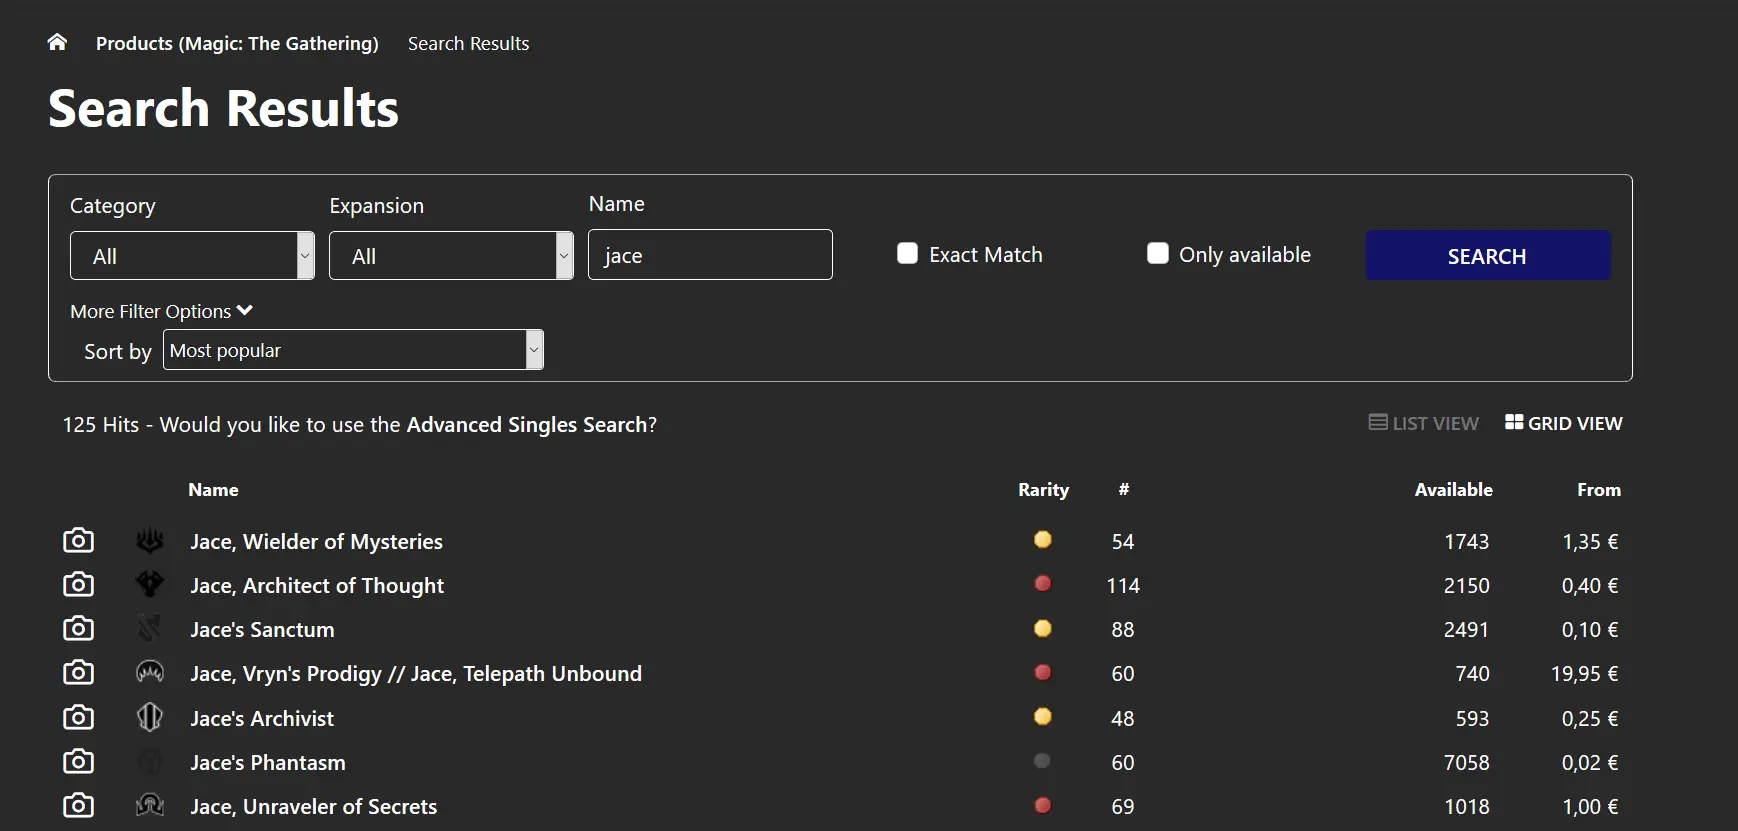 Products (Magic: The Gathering) Search Results
Search Results
Category Expansion Name
All All jace Exact Match Only available SEARCH
More Filter Options
Sort by Most popular
125 Hits - Would you like to use the Advanced Singles Search? LIST VIEW GRID VIEW
Name Rarity # Available From
Jace, Wielder of Mysteries 54 1743 1,35 €
Jace, Architect of Thought 114 2150 0,40 €
Jace's Sanctum 88 2491 0,10 €
Jace, Vryn's Prodigy // Jace, Telepath Unbound 60 740 19,95 €
Jace's Archivist 48 593 0,25 €
Jace's Phantasm 60 7058 0,02 €
Jace, Unraveler of Secrets 69 1018 1,00 €